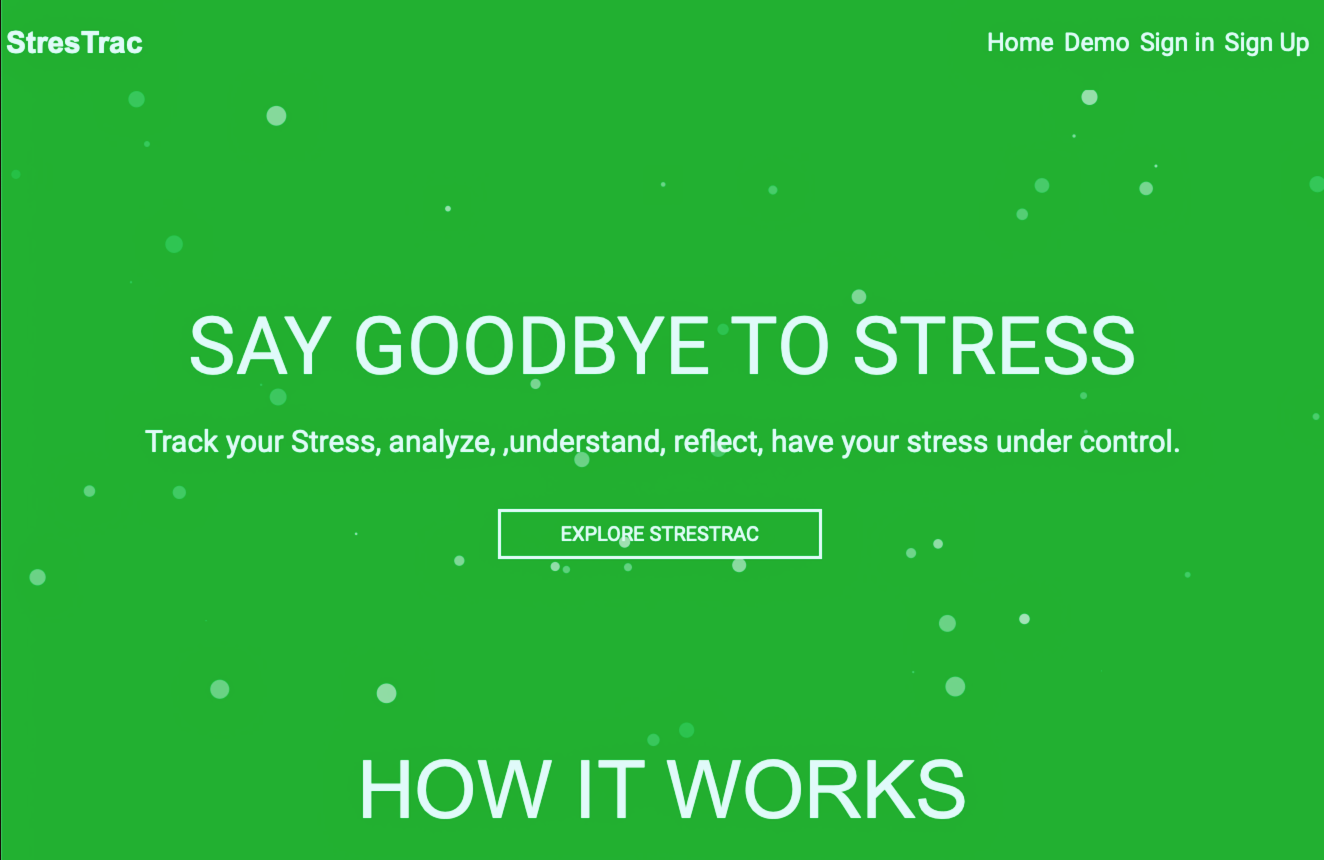 StresTrac
Home Demo Sign in Sign Up
SAY GOODBYE TO STRESS
Track your Stress, analyze, ,understand, reflect, have your stress under control.
EXPLORE STRESTRAC
HOW IT WORKS